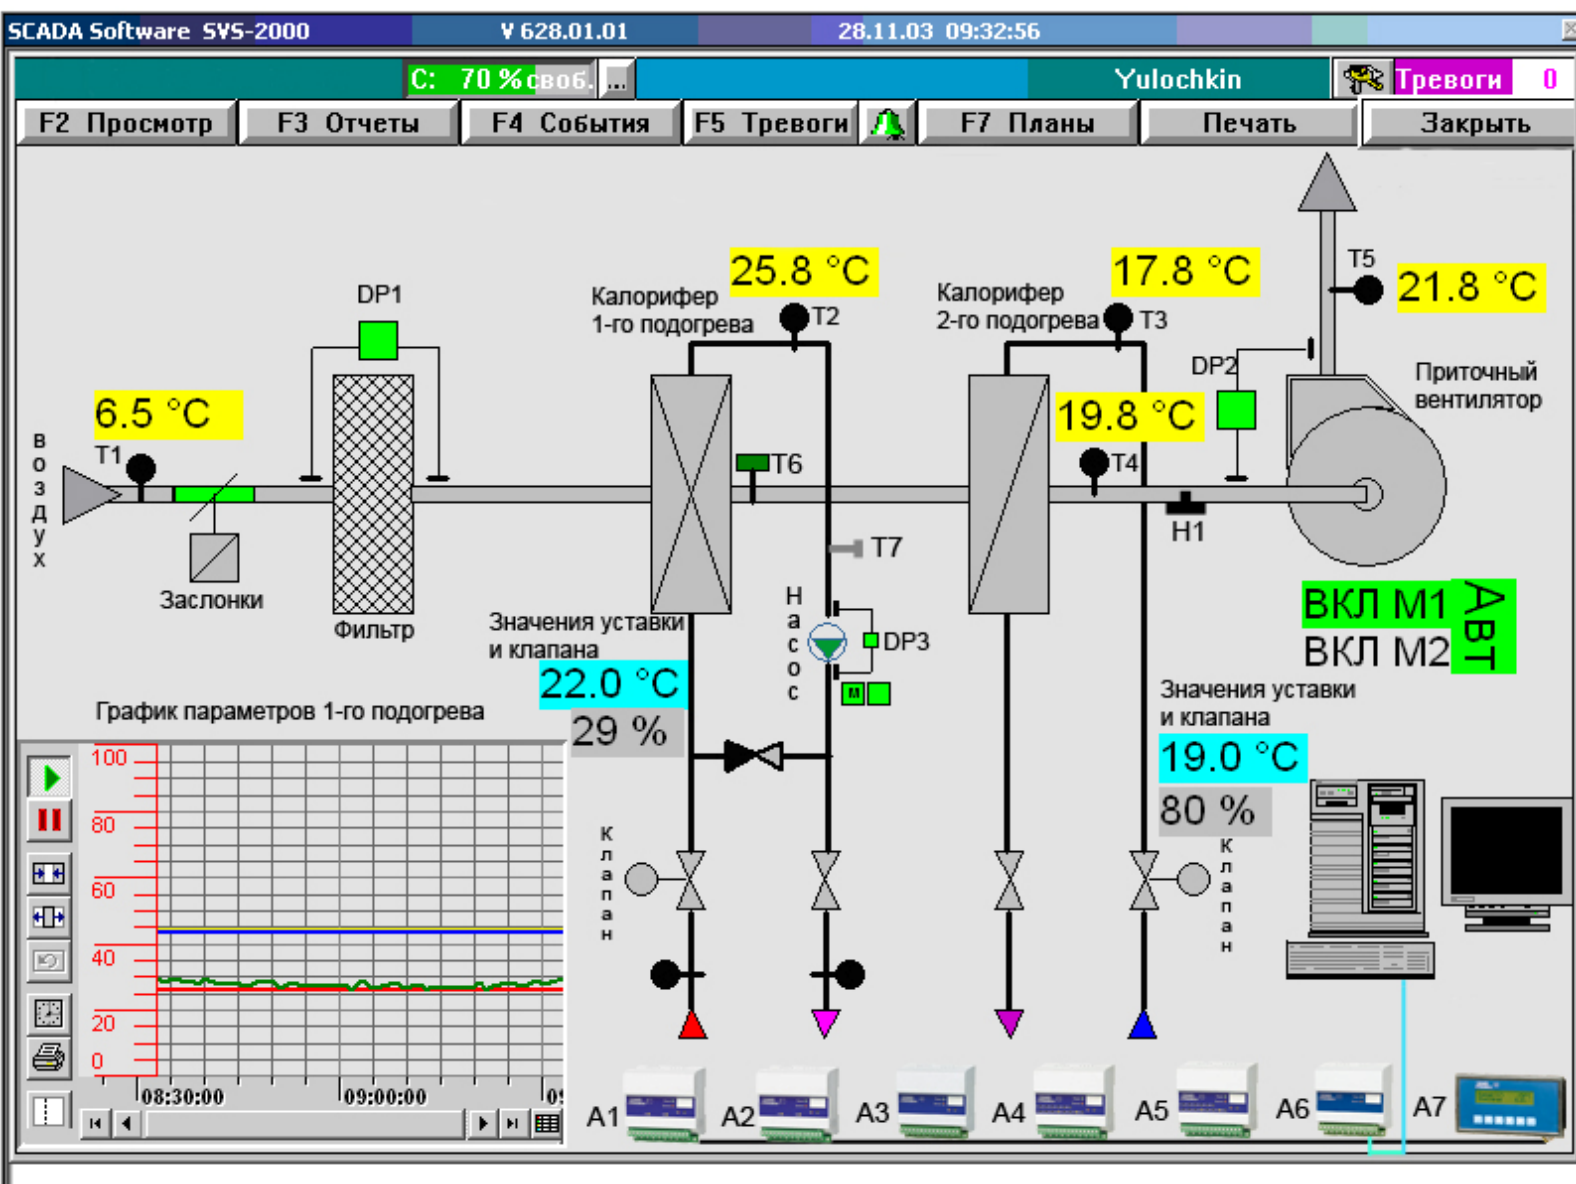 SCADA Software SVS-2000 V 628.01.01 28.11.03 09:32:56
C: 70 % своб. ... Yulochkin Тревоги 0
F2 Просмотр F3 Отчеты F4 События F5 Тревоги F7 Планы Печать Закрыть
DP1
Калорифер
1-го подогрева
25.8 °C
T2
Калорифер
2-го подогрева
17.8 °C
T3
T5
21.8 °C
DP2
Приточный
вентилятор
6.5 °C
T1
воздух
19.8 °C
T4
T6
H1
T7
Заслонки
Фильтр
Насос
DP3
M
ВКЛ M1
ВКЛ M2
АВТ
Значения уставки
и клапана
22.0 °C
29 %
Значения уставки
и клапана
19.0 °C
80 %
Клапан
Клапан
График параметров 1-го подогрева
100
80
60
40
20
0
08:30:00 09:00:00 09:
A1 A2 A3 A4 A5 A6 A7